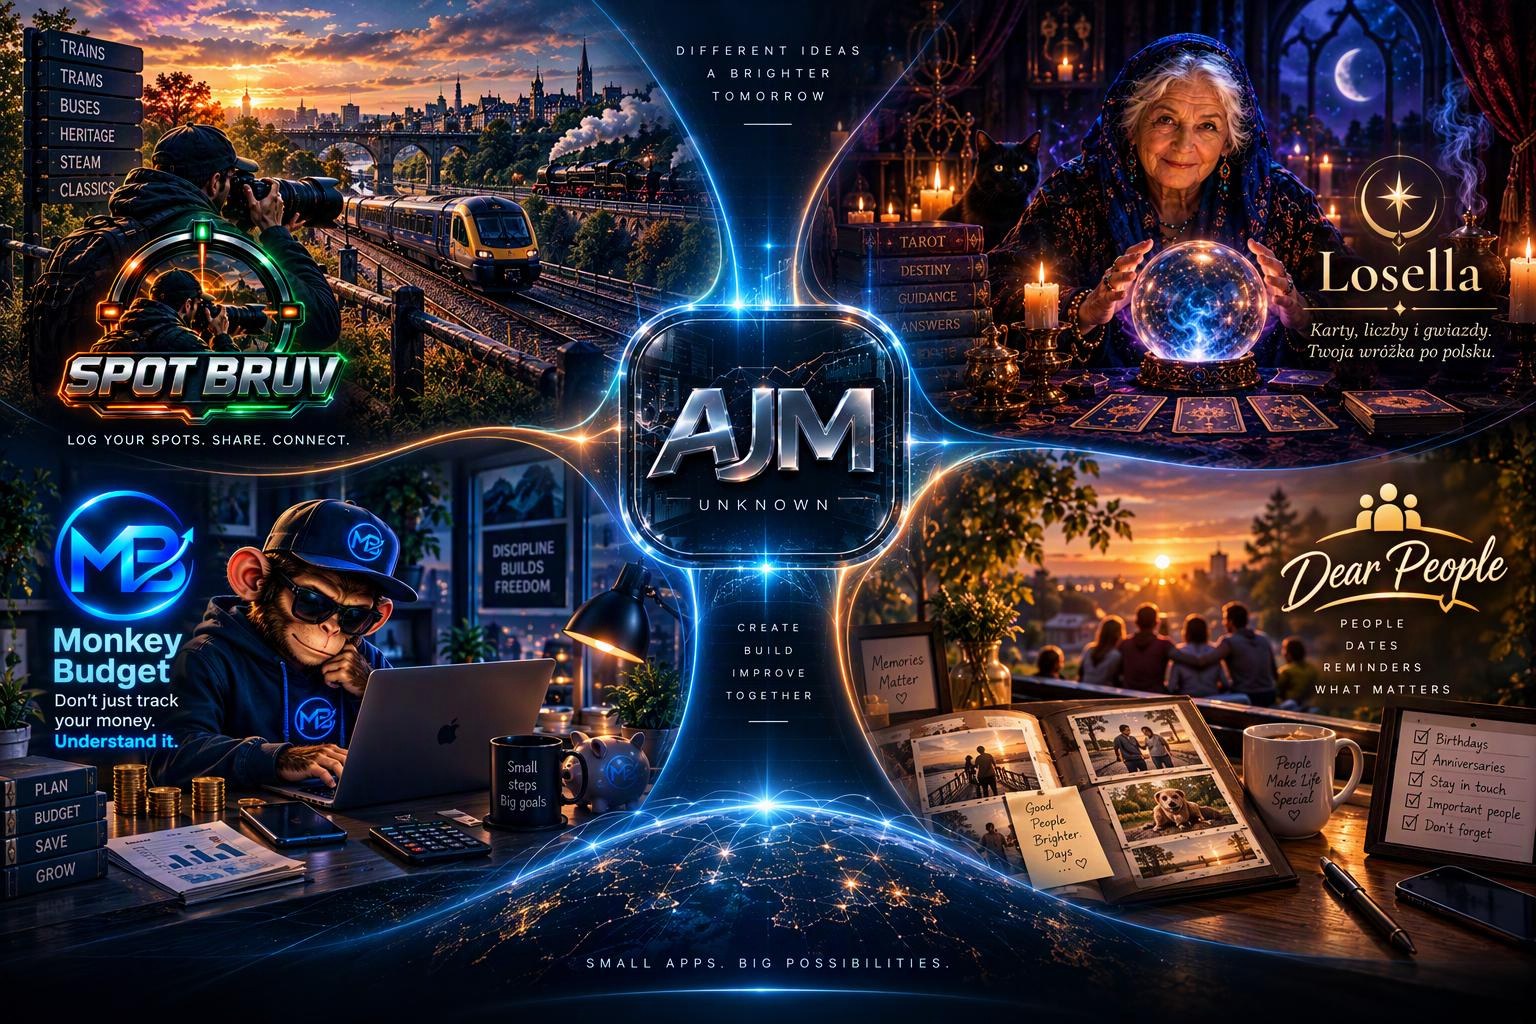 DIFFERENT IDEAS
A BRIGHTER
TOMORROW
TRAINS
TRAMS
BUSES
HERITAGE
STEAM
CLASSICS
SPOT BRUV
LOG YOUR SPOTS. SHARE. CONNECT.
TAROT
DESTINY
GUIDANCE
ANSWERS
Losella
Karty, liczby i gwiazdy.
Twoja wróżka po polsku.
AJM
UNKNOWN
MB
Monkey
Budget
Don't just track
your money.
Understand it.
MB
MB
DISCIPLINE
BUILDS
FREEDOM
Small
steps
Big goals
MB
PLAN
BUDGET
SAVE
GROW
CREATE
BUILD
IMPROVE
TOGETHER
Dear People
PEOPLE
DATES
REMINDERS
WHAT MATTERS
Memories
Matter
Good
People
Brighter
Days
...
People
Make Life
Special
Birthdays
Anniversaries
Stay in touch
Important people
Don't forget
SMALL APPS. BIG POSSIBILITIES.